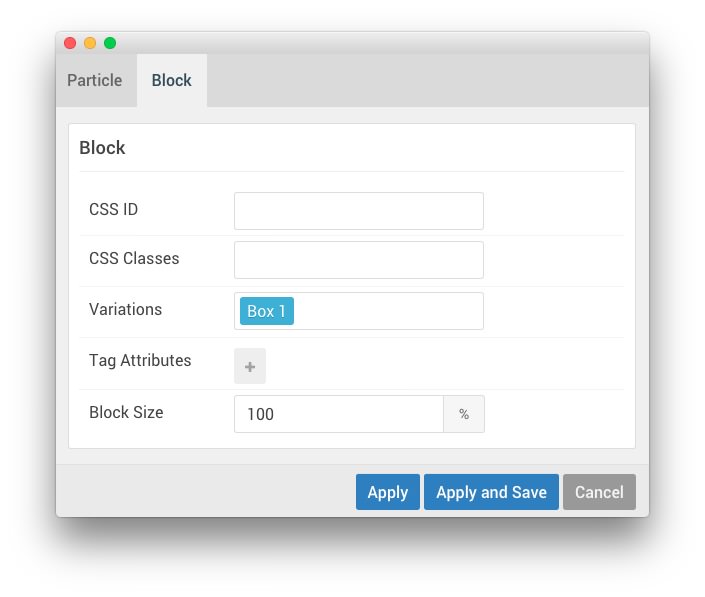 Particle Block
Block
CSS ID
CSS Classes
Variations Box 1
Tag Attributes +
Block Size 100 %
Apply Apply and Save Cancel